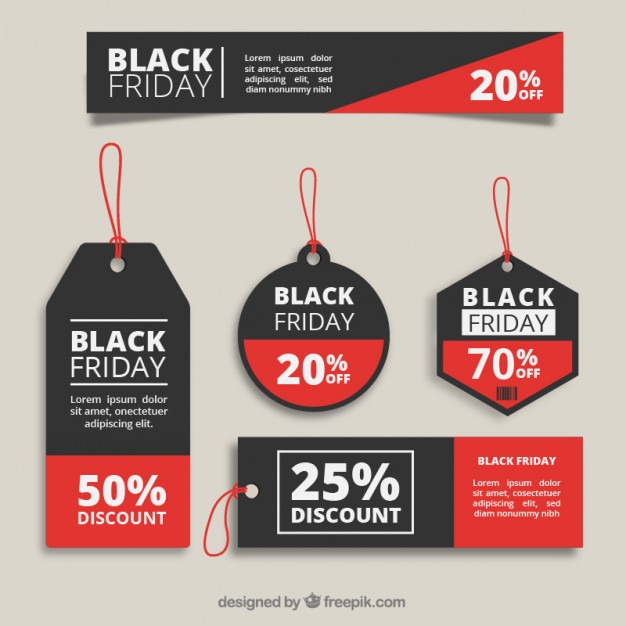 BLACK
FRIDAY
Lorem ipsum dolor
sit amet, consectetuer
adipiscing elit, sed
diam nonummy nibh
20%
OFF
BLACK
FRIDAY
Lorem ipsum dolor
sit amet, onectetuer
adipiscing elit.
50%
DISCOUNT
BLACK
FRIDAY
20%
OFF
BLACK
FRIDAY
70%
OFF
25%
DISCOUNT
BLACK FRIDAY
Lorem ipsum dolor
sit amet, consectetuer
adipiscing elit, sed
diam nonummy nibh
designed by freepik.com